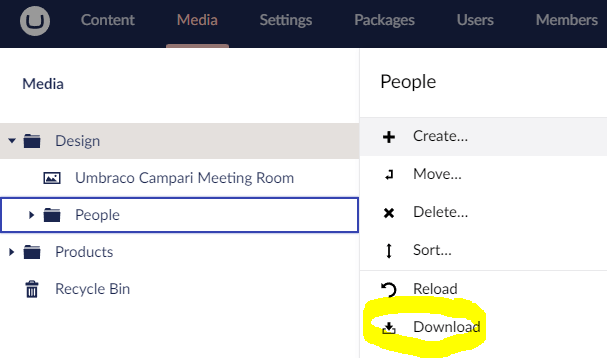 Content Media Settings Packages Users Members
Media
Design
Umbraco Campari Meeting Room
People
Products
Recycle Bin
People
Create...
Move...
Delete...
Sort...
Reload
Download